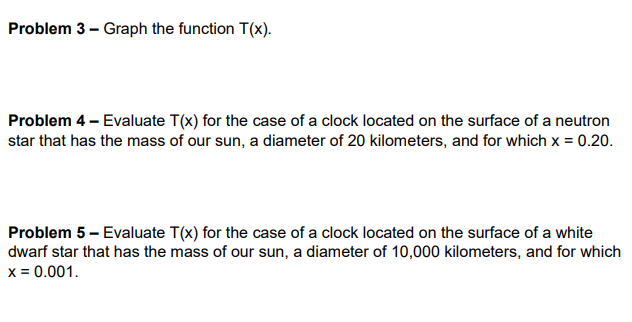 Problem 3 – Graph the function T(x).
Problem 4 – Evaluate T(x) for the case of a clock located on the surface of a neutron
star that has the mass of our sun, a diameter of 20 kilometers, and for which x = 0.20.
Problem 5 – Evaluate T(x) for the case of a clock located on the surface of a white
dwarf star that has the mass of our sun, a diameter of 10,000 kilometers, and for which
x = 0.001.